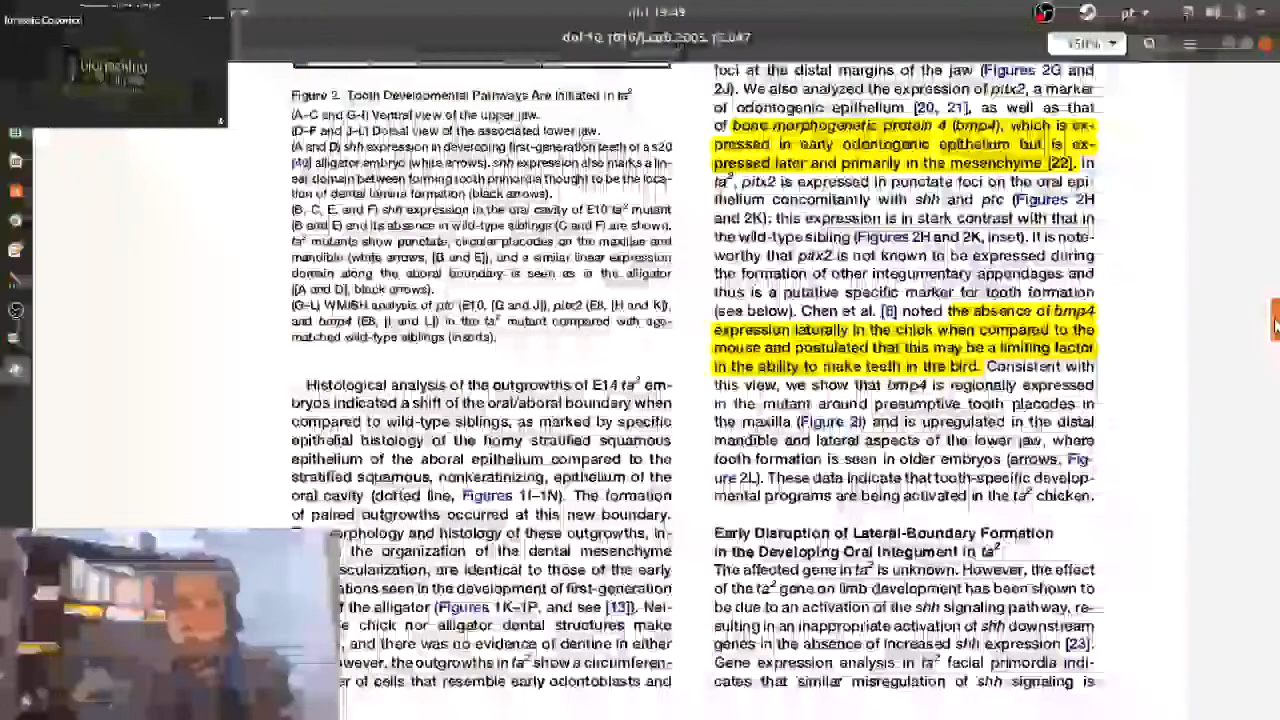 19:49
150%
Figure 2. Tooth Developmental Pathways Are Initiated in ta²
(A–C and G–I) Ventral view of the upper jaw.
(D–F and J–L) Dorsal view of the associated lower jaw.
(A and D) shh expression in developing first-generation teeth of a s20
alligator embryo (white arrows). shh expression also marks a lin-
ear domain between forming tooth primordia thought to be the loca-
tion of dental lamina formation (black arrows).
(B, C, E, and F) shh expression in the oral cavity of E10 ta² mutant
(B and E) and its absence in wild-type siblings (C and F) are shown.
ta² mutants show punctate, circular placodes on the maxillae and
mandible (white arrows, [B and E]), and a similar linear expression
domain along the aboral boundary is seen as in the alligator
([A and D], black arrows).
(G–L) WMISH analysis of ptc (E10, [G and J]), pitx2 (E8, [H and K]),
and bmp4 (E8, [I and L]) in the ta² mutant compared with age-
matched wild-type siblings (inserts).
Histological analysis of the outgrowths of E14 ta² em-
bryos indicated a shift of the oral/aboral boundary when
compared to wild-type siblings, as marked by specific
epithelial histology of the horny stratified squamous
epithelium of the aboral epithelium compared to the
stratified squamous, nonkeratinizing, epithelium of the
oral cavity (dotted line, Figures 1I–1N). The formation
of paired outgrowths occurred at this new boundary.
rphology and histology of these outgrowths, in-
the organization of the dental mesenchyme
scularization, are identical to those of the early
ations seen in the development of first-generation
f the alligator (Figures 1K–1P, and see [13]). Nei-
e chick nor alligator dental structures make
, and there was no evidence of dentine in either
wever, the outgrowths in ta² show a circumferen-
r of cells that resemble early odontoblasts and
foci at the distal margins of the jaw (Figures 2G and
2J). We also analyzed the expression of pitx2, a marker
of odontogenic epithelium [20, 21], as well as that
of bone morphogenetic protein 4 (bmp4), which is ex-
pressed in early odontogenic epithelium but is ex-
pressed later and primarily in the mesenchyme [22]. In
ta², pitx2 is expressed in punctate foci on the oral epi-
thelium concomitantly with shh and ptc (Figures 2H
and 2K); this expression is in stark contrast with that in
the wild-type sibling (Figures 2H and 2K, inset). It is note-
worthy that pitx2 is not known to be expressed during
the formation of other integumentary appendages and
thus is a putative specific marker for tooth formation
(see below). Chen et al. [6] noted the absence of bmp4
expression laterally in the chick when compared to the
mouse and postulated that this may be a limiting factor
in the ability to make teeth in the bird. Consistent with
this view, we show that bmp4 is regionally expressed
in the mutant around presumptive tooth placodes in
the maxilla (Figure 2I) and is upregulated in the distal
mandible and lateral aspects of the lower jaw, where
tooth formation is seen in older embryos (arrows, Fig-
ure 2L). These data indicate that tooth-specific develop-
mental programs are being activated in the ta² chicken.
Early Disruption of Lateral-Boundary Formation
in the Developing Oral Integument in ta²
The affected gene in ta² is unknown. However, the effect
of the ta² gene on limb development has been shown to
be due to an activation of the shh signaling pathway, re-
sulting in an inappropriate activation of shh downstream
genes in the absence of increased shh expression [23].
Gene expression analysis in ta² facial primordia indi-
cates that similar misregulation of shh signaling is